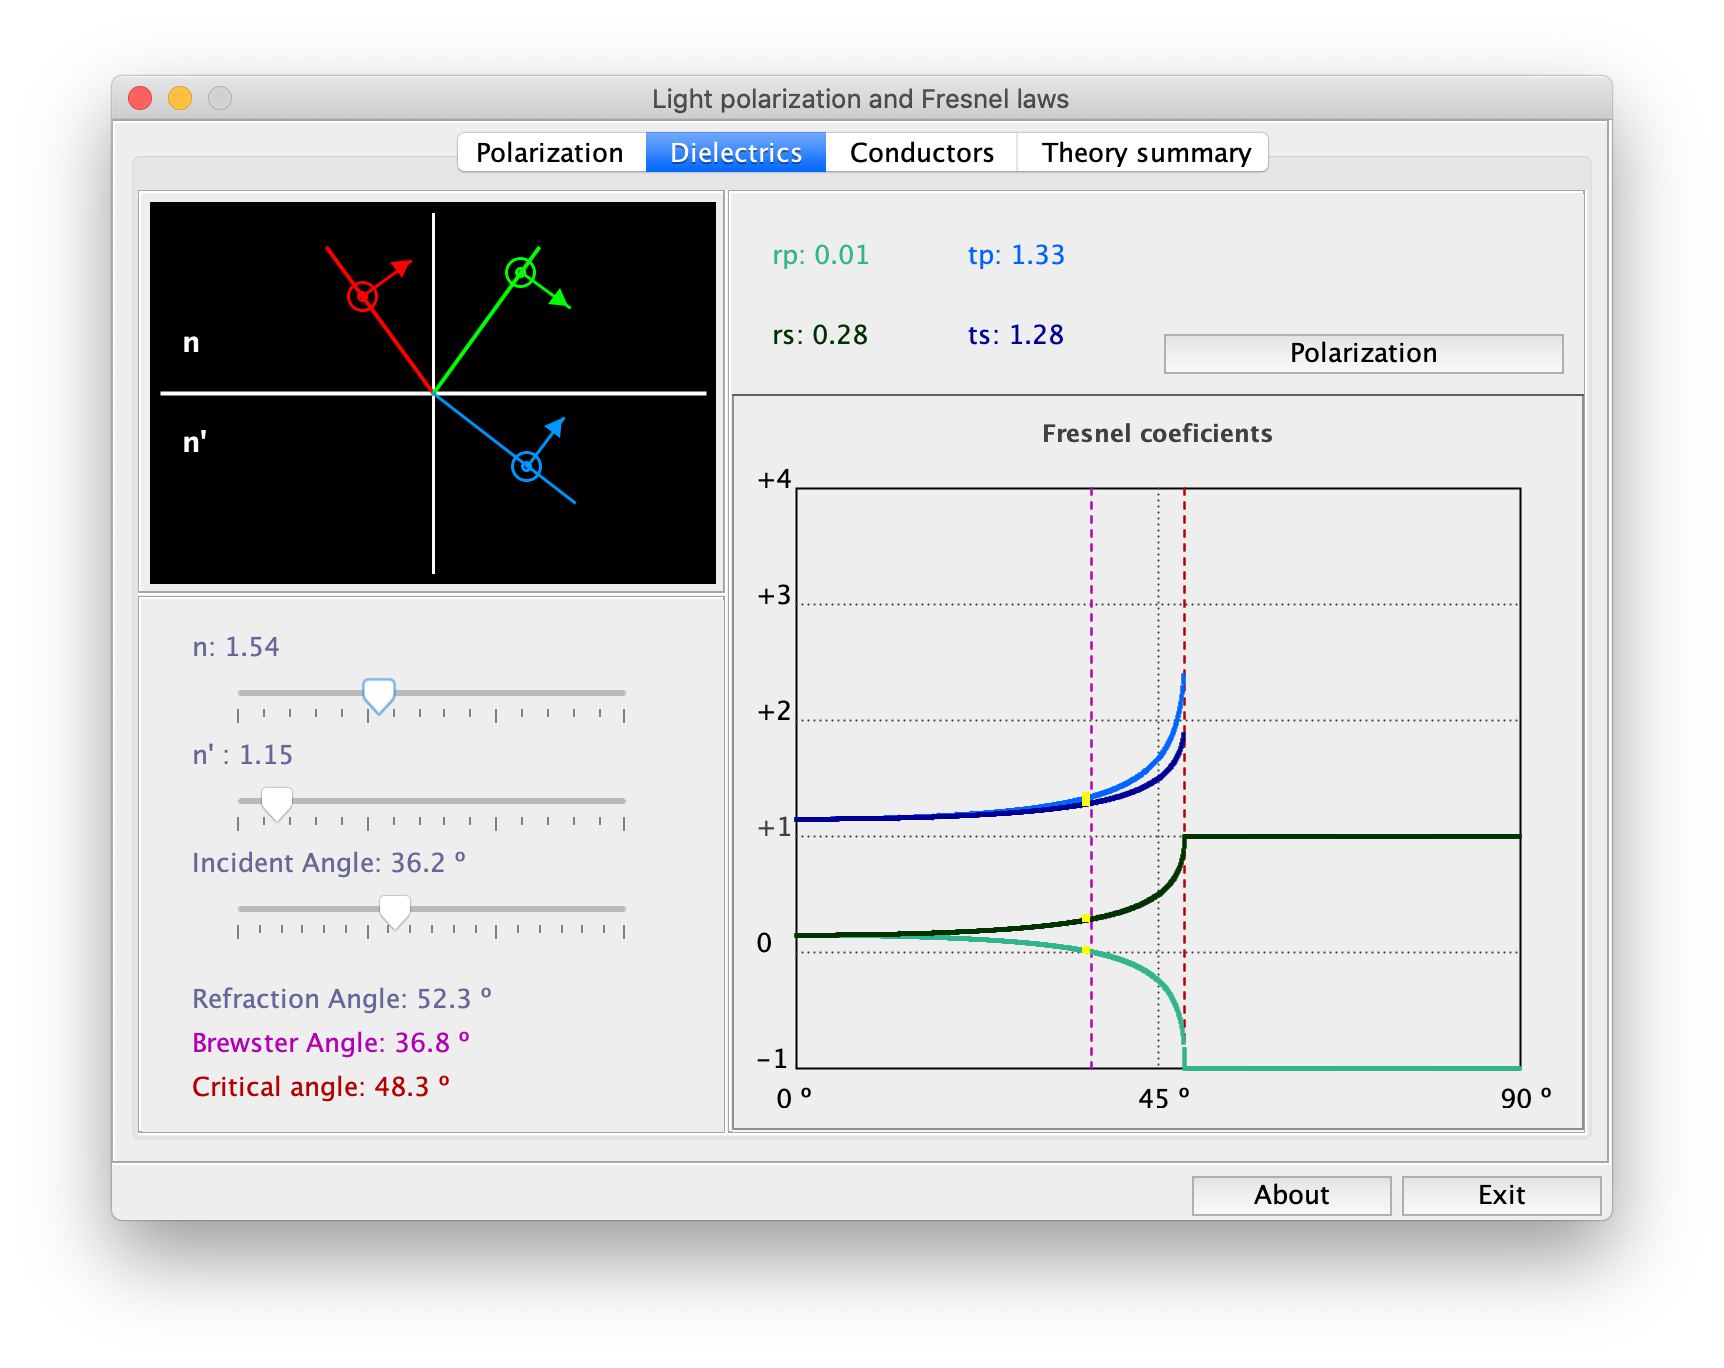 Light polarization and Fresnel laws
Polarization
Dielectrics
Conductors
Theory summary
n
n'
n: 1.54
n' : 1.15
Incident Angle: 36.2 º
Refraction Angle: 52.3 º
Brewster Angle: 36.8 º
Critical angle: 48.3 º
rp: 0.01
tp: 1.33
rs: 0.28
ts: 1.28
Polarization
Fresnel coeficients
+4
+3
+2
+1
0
-1
0 º
45 º
90 º
About
Exit